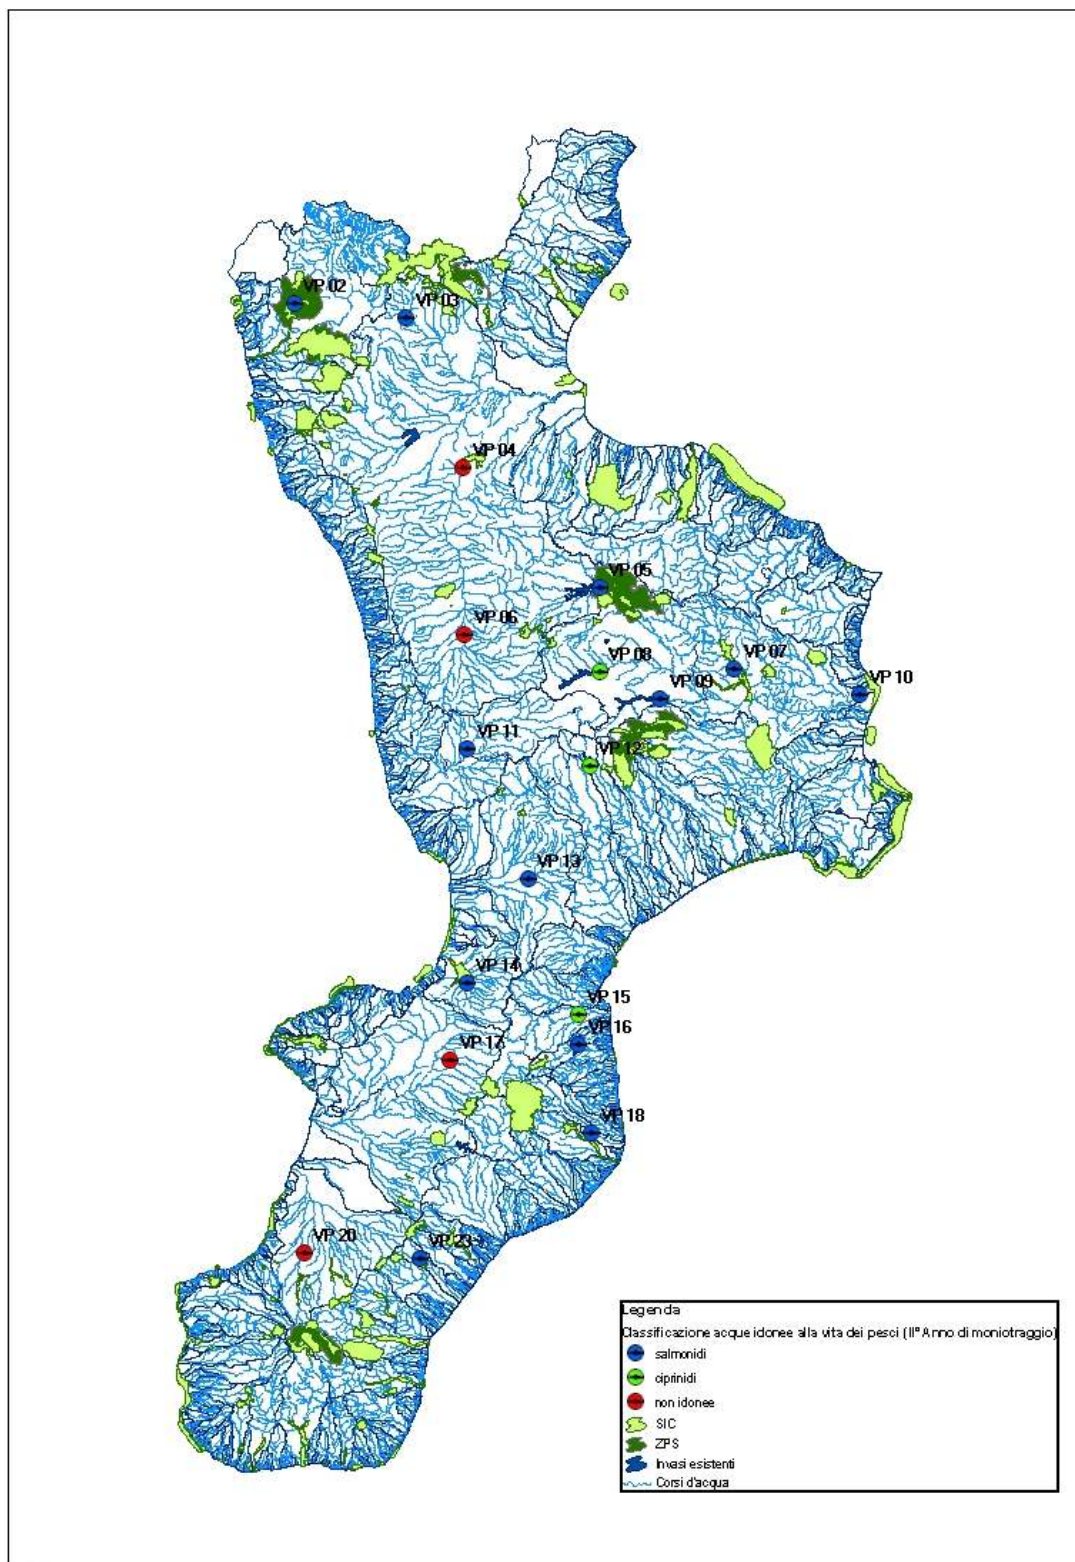 VP 02
VP 03
VP 04
VP 05
VP 06
VP 08
VP 07
VP 09
VP 10
VP 11
VP 12
VP 13
VP 14
VP 15
VP 16
VP 17
VP 18
VP 20
VP 23
Legenda
Classificazione acque idonee alla vita dei pesci (II° Anno di moniotraggio)
salmonidi
ciprinidi
non idonee
SIC
ZPS
Invasi esistenti
Corsi d'acqua